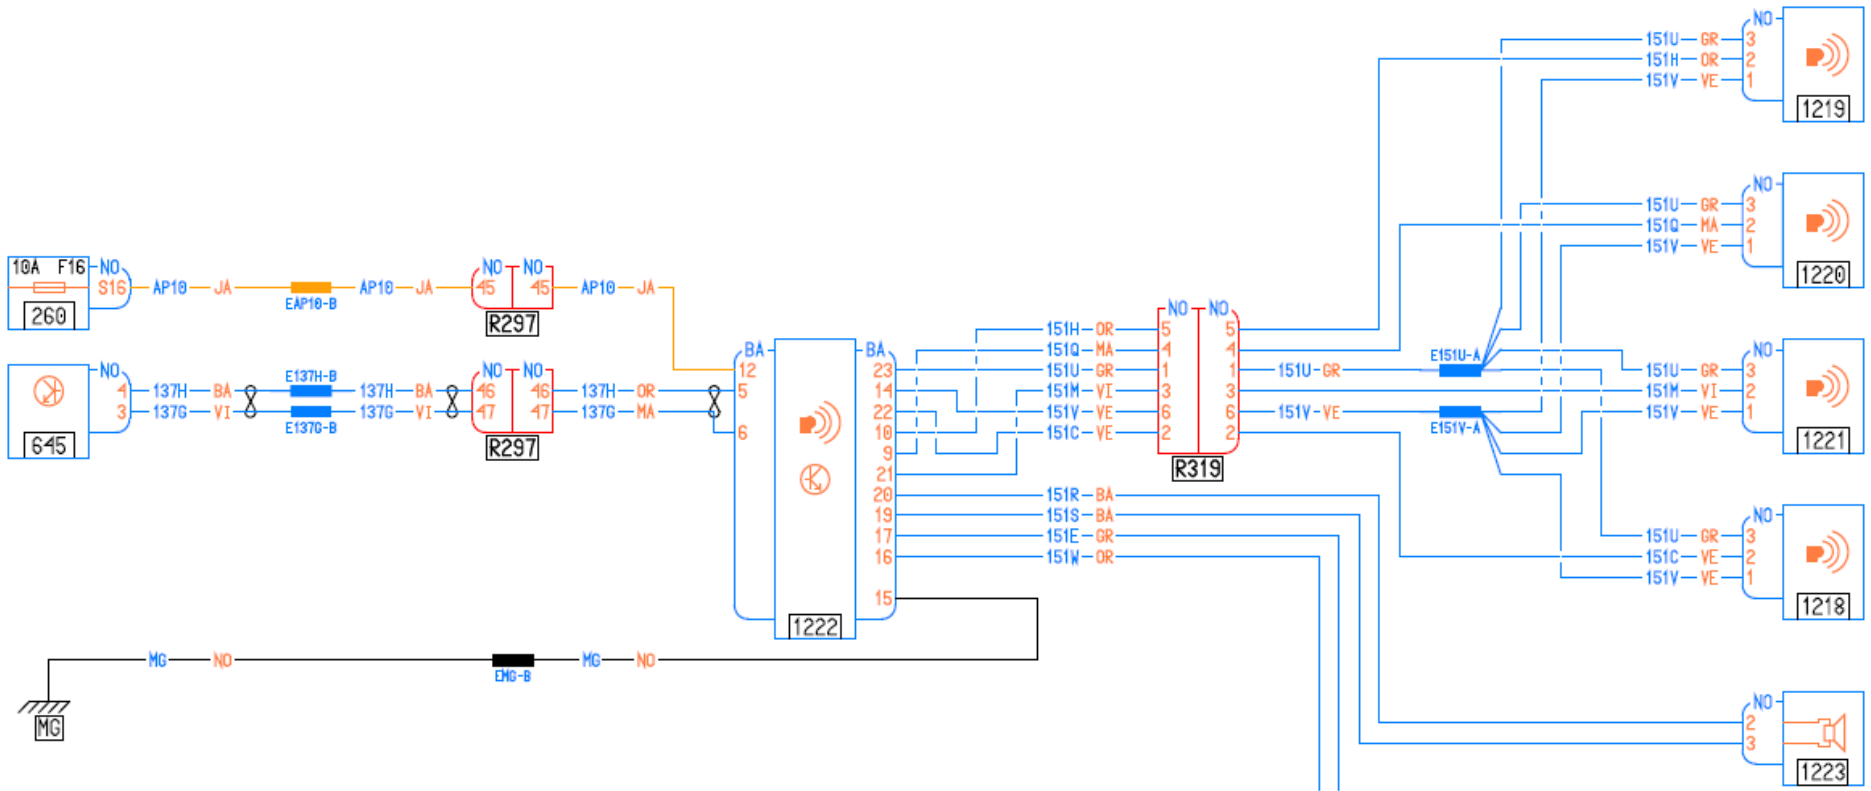 NO
151U GR 3
151H OR 2
151V VE 1
1219
NO
151U GR 3
151Q MA 2
151V VE 1
1220
10A F16 NO
S16 AP10 JA EAP10-B AP10 JA
260
NO NO
45 45 AP10 JA
R297
NO
4 137H BA E137H-B 137H BA
3 137G VI E137G-B 137G VI
645
NO NO
46 46 137H OR
47 47 137G MA
R297
BA BA
12
5
6
23
14
22
10
9
21
20
19
17
16
15
1222
NO NO
151H OR 5 5
151Q MA 4 4
151U GR 1 1 151U GR E151U-A
151M VI 3 3
151V VE 6 6 151V VE E151V-A
151C VE 2 2
R319
151R BA
151S BA
151E GR
151W OR
NO
151U GR 3
151M VI 2
151V VE 1
1221
NO
151U GR 3
151C VE 2
151V VE 1
1218
MG NO EMG-B MG NO
MG
NO
2
3
1223